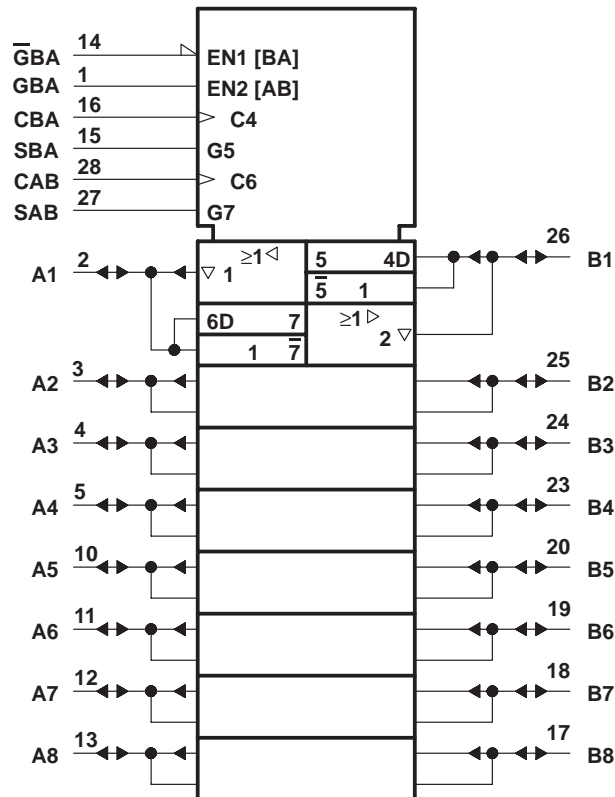 G̅BA 14 EN1 [BA]
GBA 1 EN2 [AB]
CBA 16 C4
SBA 15 G5
CAB 28 C6
SAB 27 G7
A1 2 ▽ 1 ≥1 ◁ 5 4D 26 B1
5̅ 1
6D 7 ≥1 ▷
1 7̅ 2 ▽
A2 3 25 B2
A3 4 24 B3
A4 5 23 B4
A5 10 20 B5
A6 11 19 B6
A7 12 18 B7
A8 13 17 B8